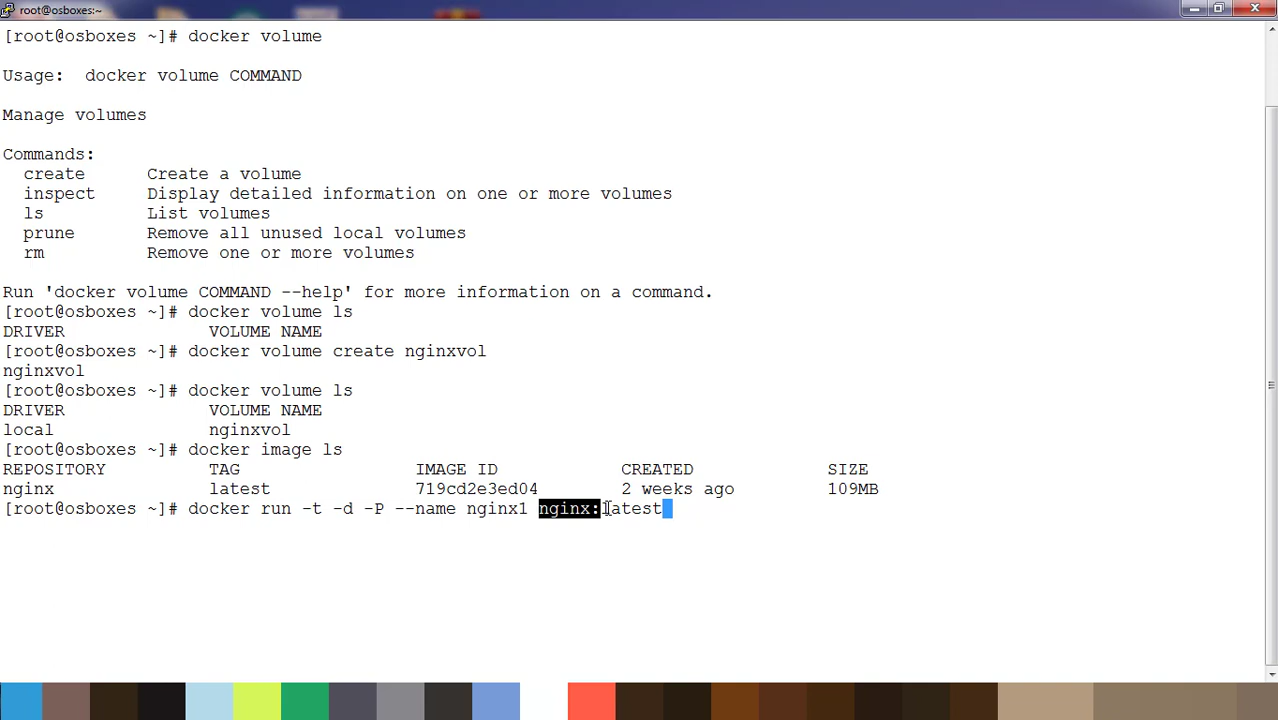 root@osboxes:~
[root@osboxes ~]# docker volume
Usage:  docker volume COMMAND
Manage volumes
Commands:
  create      Create a volume
  inspect     Display detailed information on one or more volumes
  ls          List volumes
  prune       Remove all unused local volumes
  rm          Remove one or more volumes
Run 'docker volume COMMAND --help' for more information on a command.
[root@osboxes ~]# docker volume ls
DRIVER              VOLUME NAME
[root@osboxes ~]# docker volume create nginxvol
nginxvol
[root@osboxes ~]# docker volume ls
DRIVER              VOLUME NAME
local               nginxvol
[root@osboxes ~]# docker image ls
REPOSITORY          TAG                 IMAGE ID            CREATED             SIZE
nginx               latest              719cd2e3ed04        2 weeks ago         109MB
[root@osboxes ~]# docker run -t -d -P --name nginx1 nginx:latest